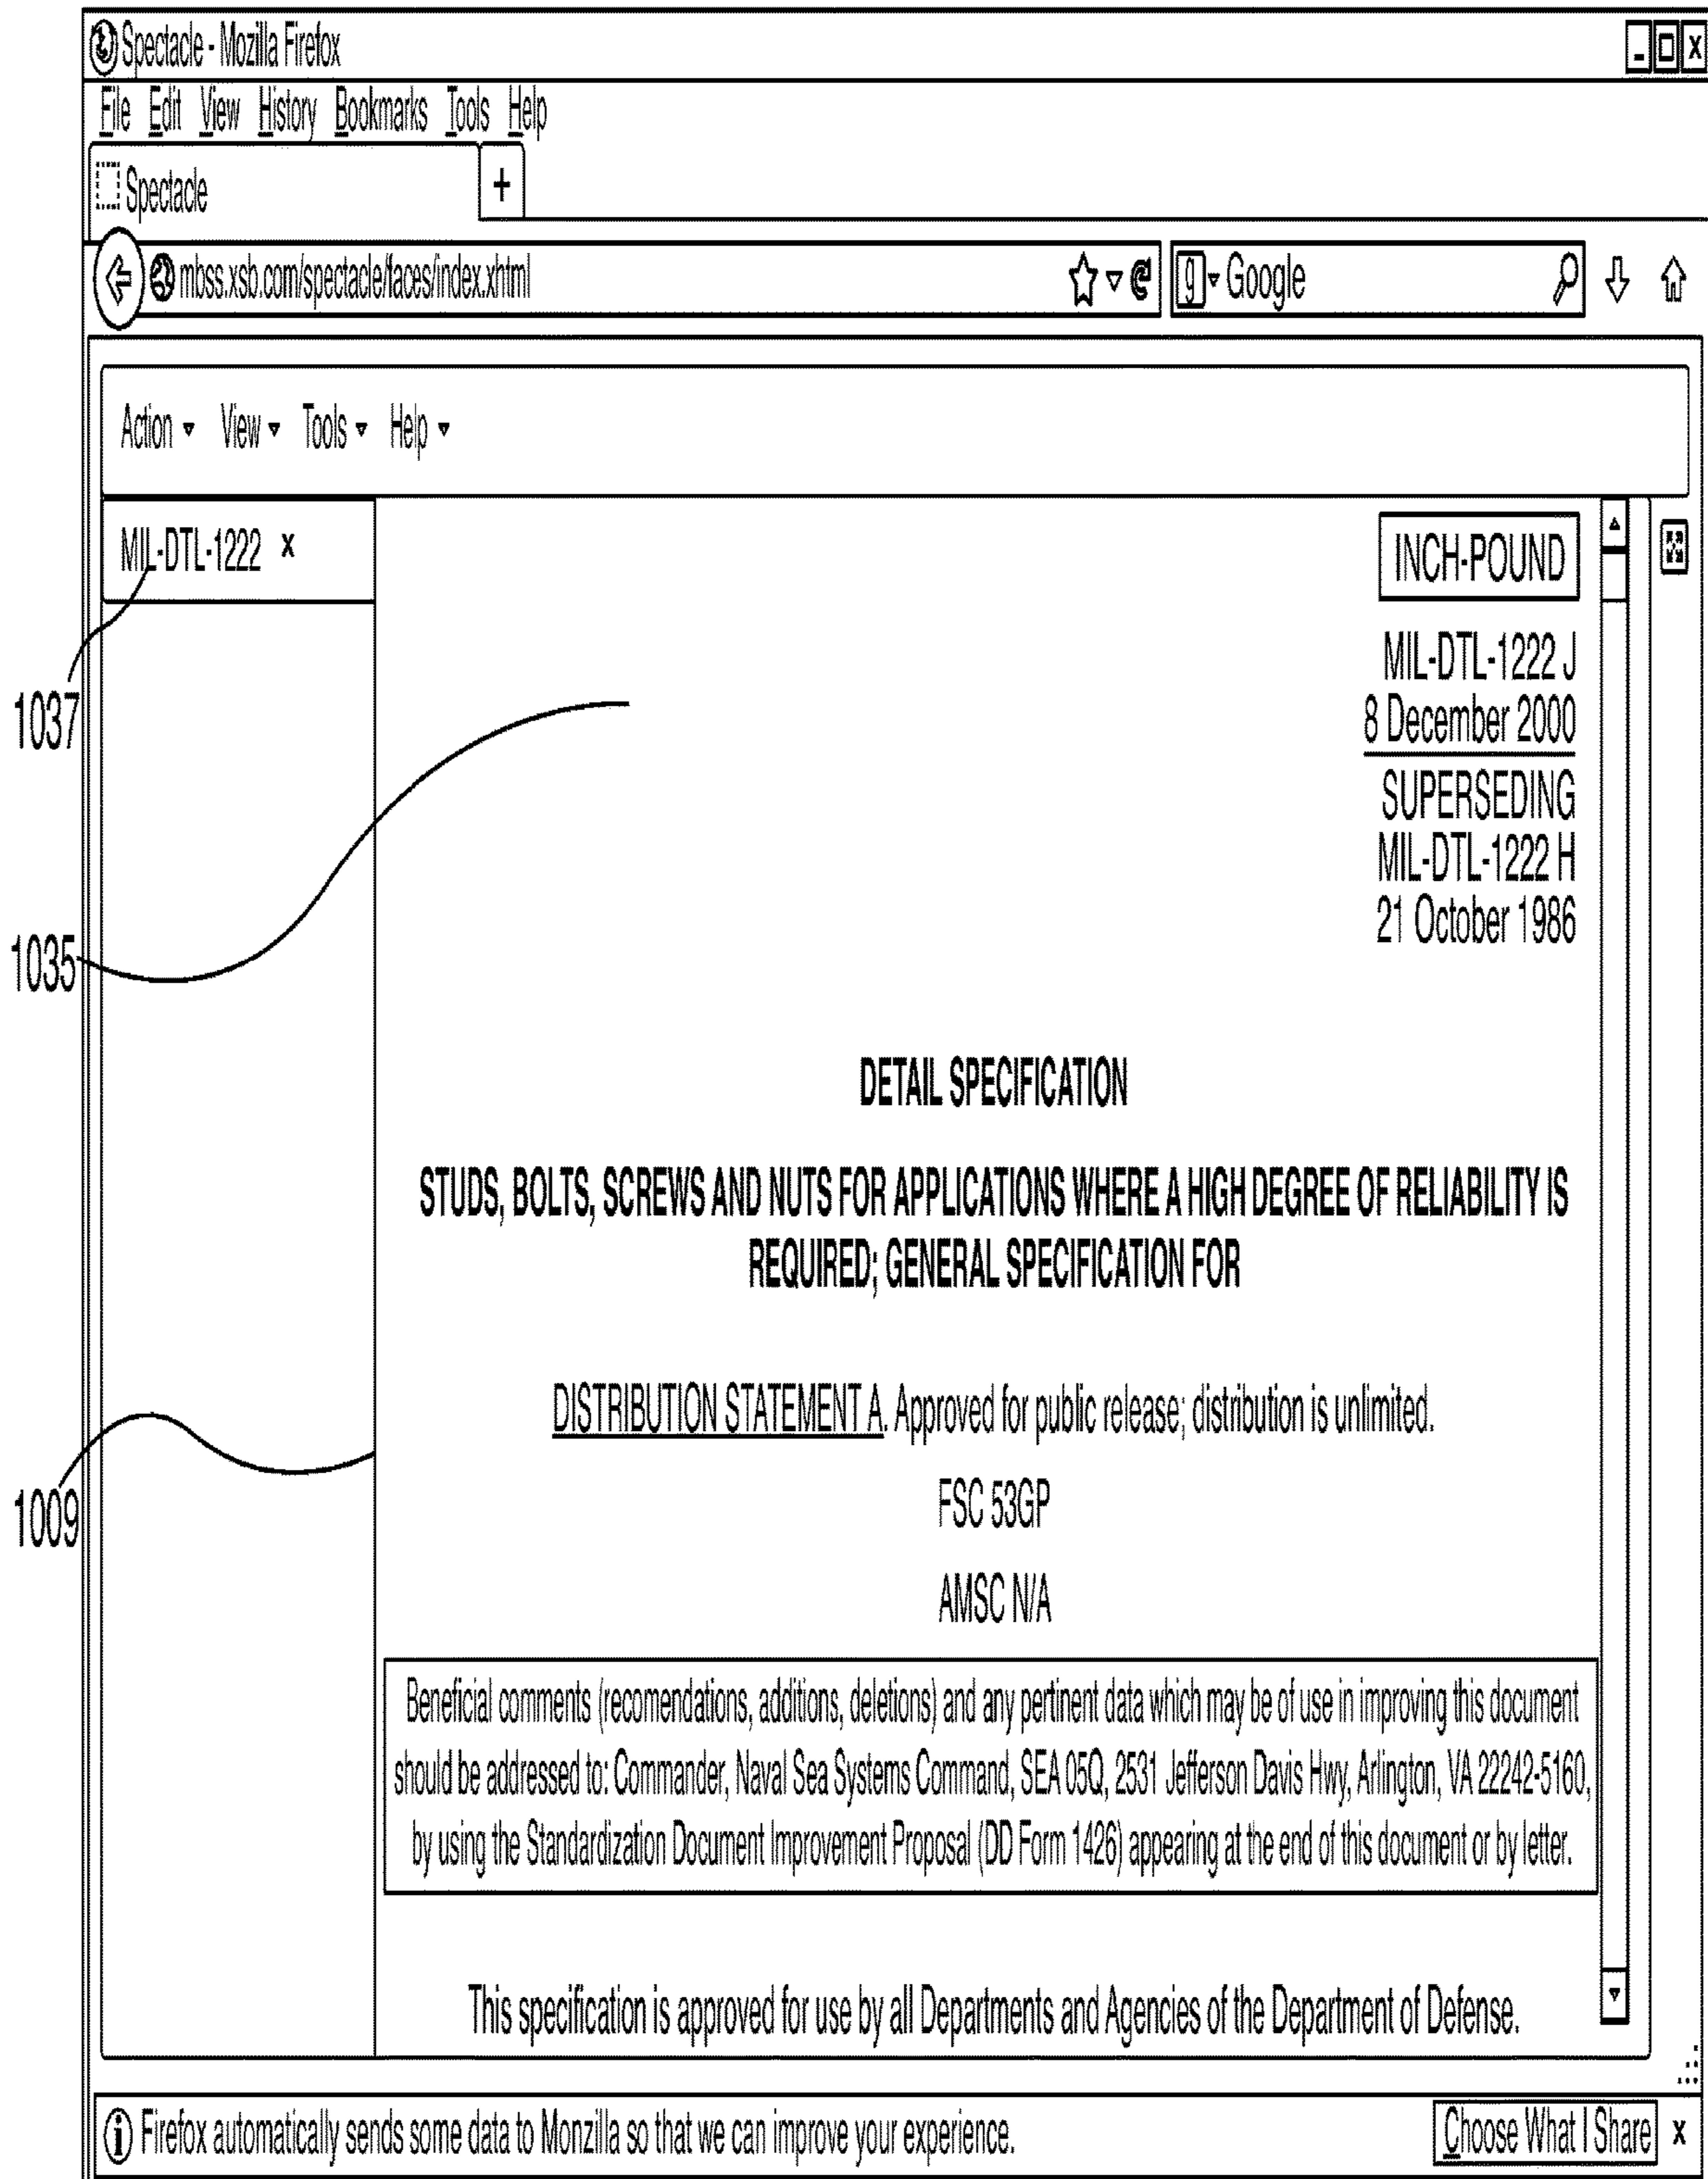 Spectacle - Mozilla Firefox
File Edit View History Bookmarks Tools Help
Spectacle +
mbss.xsb.com/spectacle/faces/index.xhtml g Google
Action View Tools Help
MIL-DTL-1222 x
INCH-POUND
MIL-DTL-1222 J
8 December 2000
SUPERSEDING
MIL-DTL-1222 H
21 October 1986
1037
1035
1009
DETAIL SPECIFICATION
STUDS, BOLTS, SCREWS AND NUTS FOR APPLICATIONS WHERE A HIGH DEGREE OF RELIABILITY IS
REQUIRED; GENERAL SPECIFICATION FOR
DISTRIBUTION STATEMENT A. Approved for public release; distribution is unlimited.
FSC 53GP
AMSC N/A
Beneficial comments (recomendations, additions, deletions) and any pertinent data which may be of use in improving this document
should be addressed to: Commander, Naval Sea Systems Command, SEA 05Q, 2531 Jefferson Davis Hwy, Arlington, VA 22242-5160,
by using the Standardization Document Improvement Proposal (DD Form 1426) appearing at the end of this document or by letter.
This specification is approved for use by all Departments and Agencies of the Department of Defense.
Firefox automatically sends some data to Monzilla so that we can improve your experience. Choose What I Share x